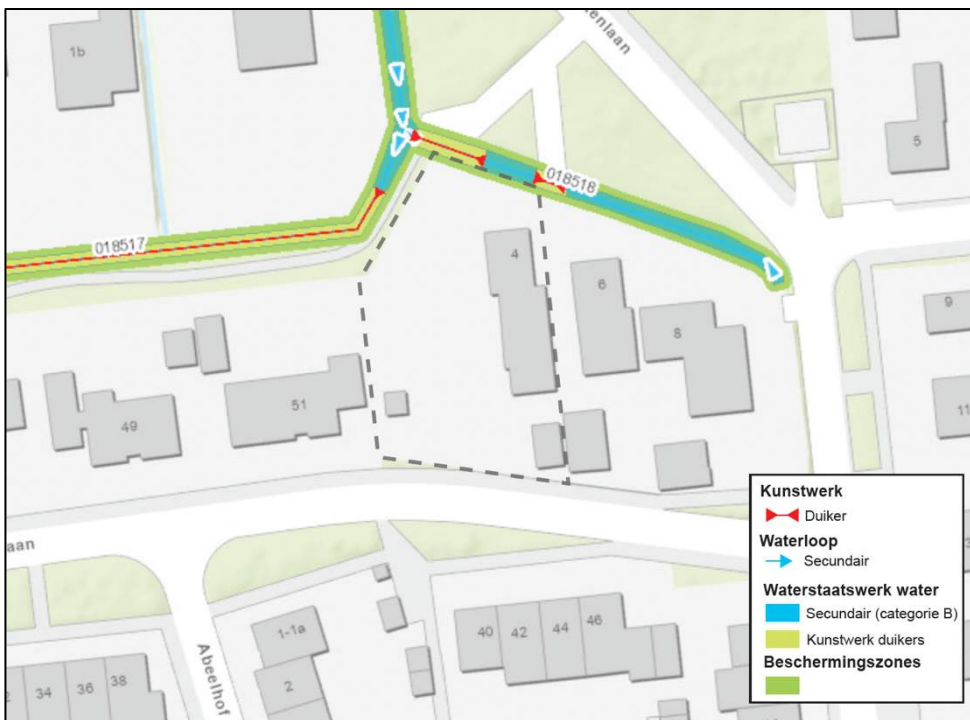 1b
enlaan
5
018518
018517
4
6
8
9
51
49
11
aan
Kunstwerk
Duiker
Waterloop
Secundair
Waterstaatswerk water
Secundair (categorie B)
Kunstwerk duikers
Beschermingszones
Abeelhof
1-1a
2
40
42
44
46
34
36
38